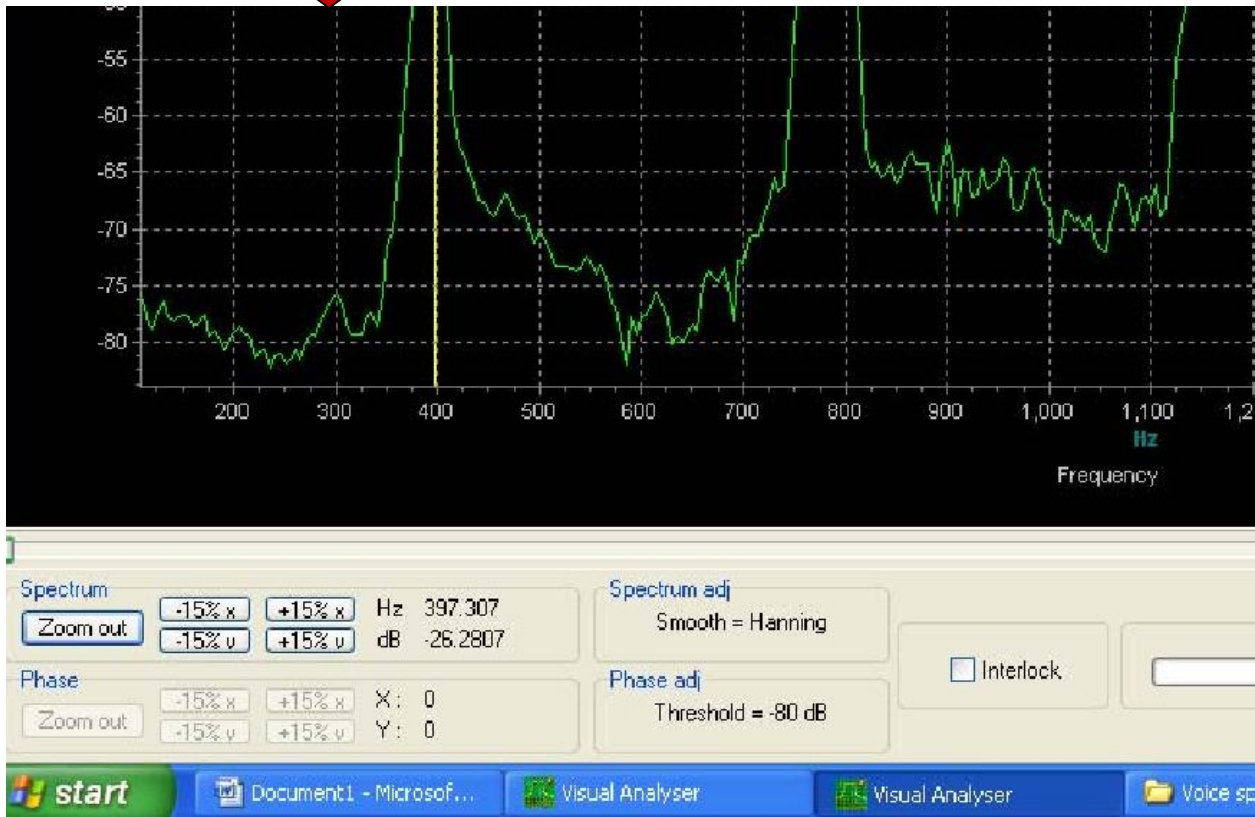 -55
-60
-65
-70
-75
-80
200 300 400 500 600 700 800 900 1,000 1,100 1,2
Hz
Frequency
Spectrum
Zoom out
-15% x +15% x Hz 397.307
-15% y +15% y dB -26.2807
Spectrum adj
Smooth = Hanning
Phase
Zoom out
-15% x +15% x X: 0
-15% y +15% y Y: 0
Phase adj
Threshold = -80 dB
Interlock
start
Document1 - Microsof...
Visual Analyser
Visual Analyser
Voice sp